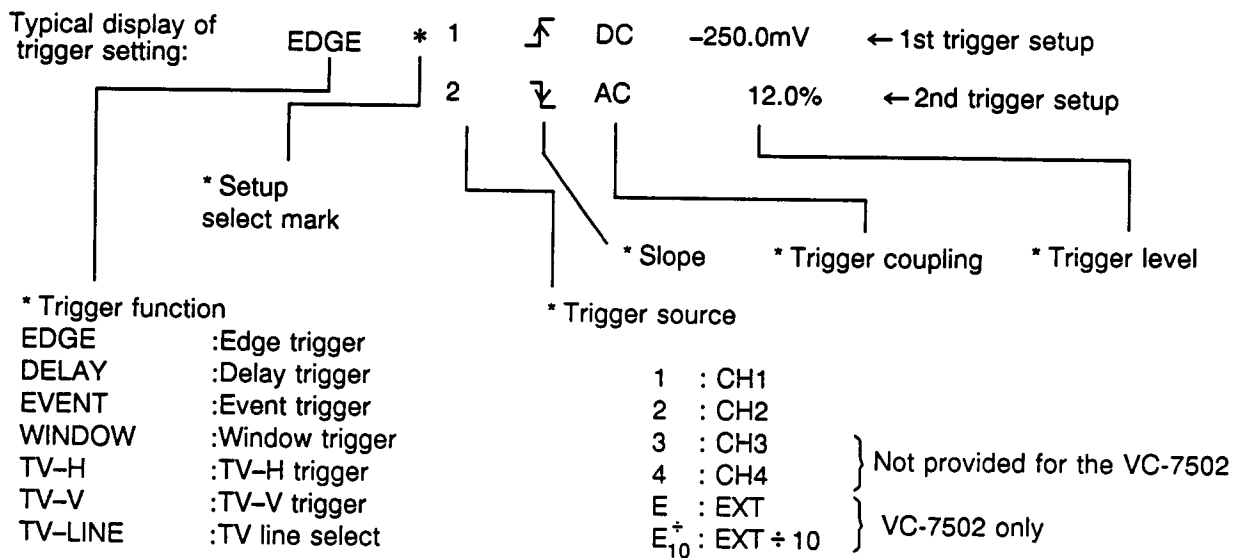 Typical display of
trigger setting:
EDGE * 1 DC -250.0mV ← 1st trigger setup
2 AC 12.0% ← 2nd trigger setup
* Setup
select mark
* Slope * Trigger coupling * Trigger level
* Trigger function
* Trigger source
EDGE :Edge trigger
DELAY :Delay trigger
EVENT :Event trigger
WINDOW :Window trigger
TV–H :TV–H trigger
TV–V :TV–V trigger
TV–LINE :TV line select
1 : CH1
2 : CH2
3 : CH3
4 : CH4
Not provided for the VC-7502
E : EXT
E÷10 : EXT ÷ 10
VC-7502 only